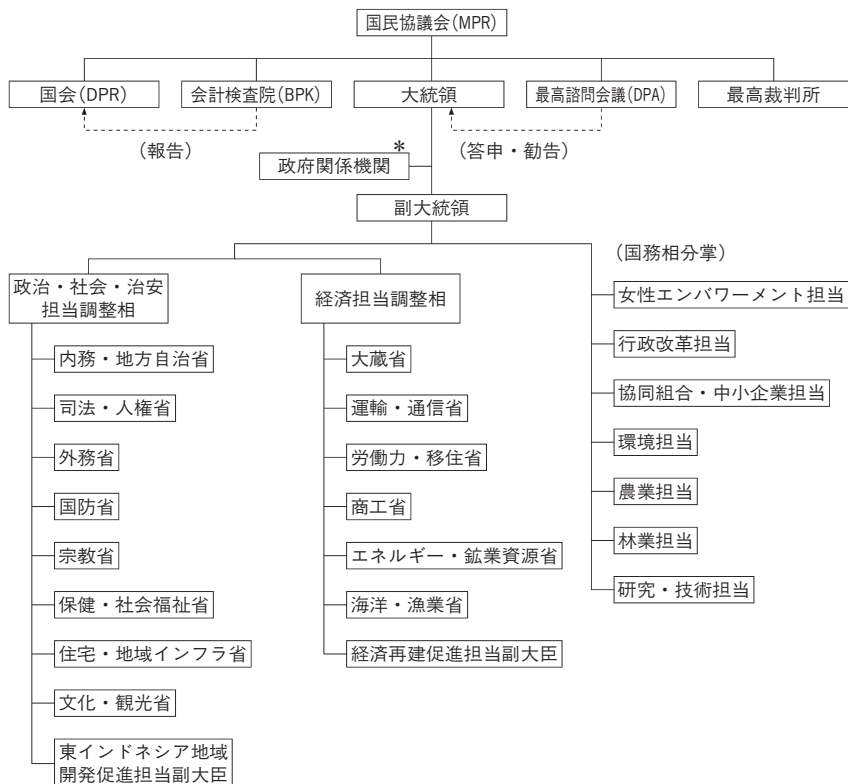 国民協議会(MPR)
国会(DPR)
会計検査院(BPK)
大統領
最高諮問会議(DPA)
最高裁判所
(報告)
(答申・勧告)
政府関係機関
*
副大統領
(国務相分掌)
政治・社会・治安
担当調整相
経済担当調整相
内務・地方自治省
司法・人権省
外務省
国防省
宗教省
保健・社会福祉省
住宅・地域インフラ省
文化・観光省
東インドネシア地域
開発促進担当副大臣
大蔵省
運輸・通信省
労働力・移住省
商工省
エネルギー・鉱業資源省
海洋・漁業省
経済再建促進担当副大臣
女性エンパワーメント担当
行政改革担当
協同組合・中小企業担当
環境担当
農業担当
林業担当
研究・技術担当